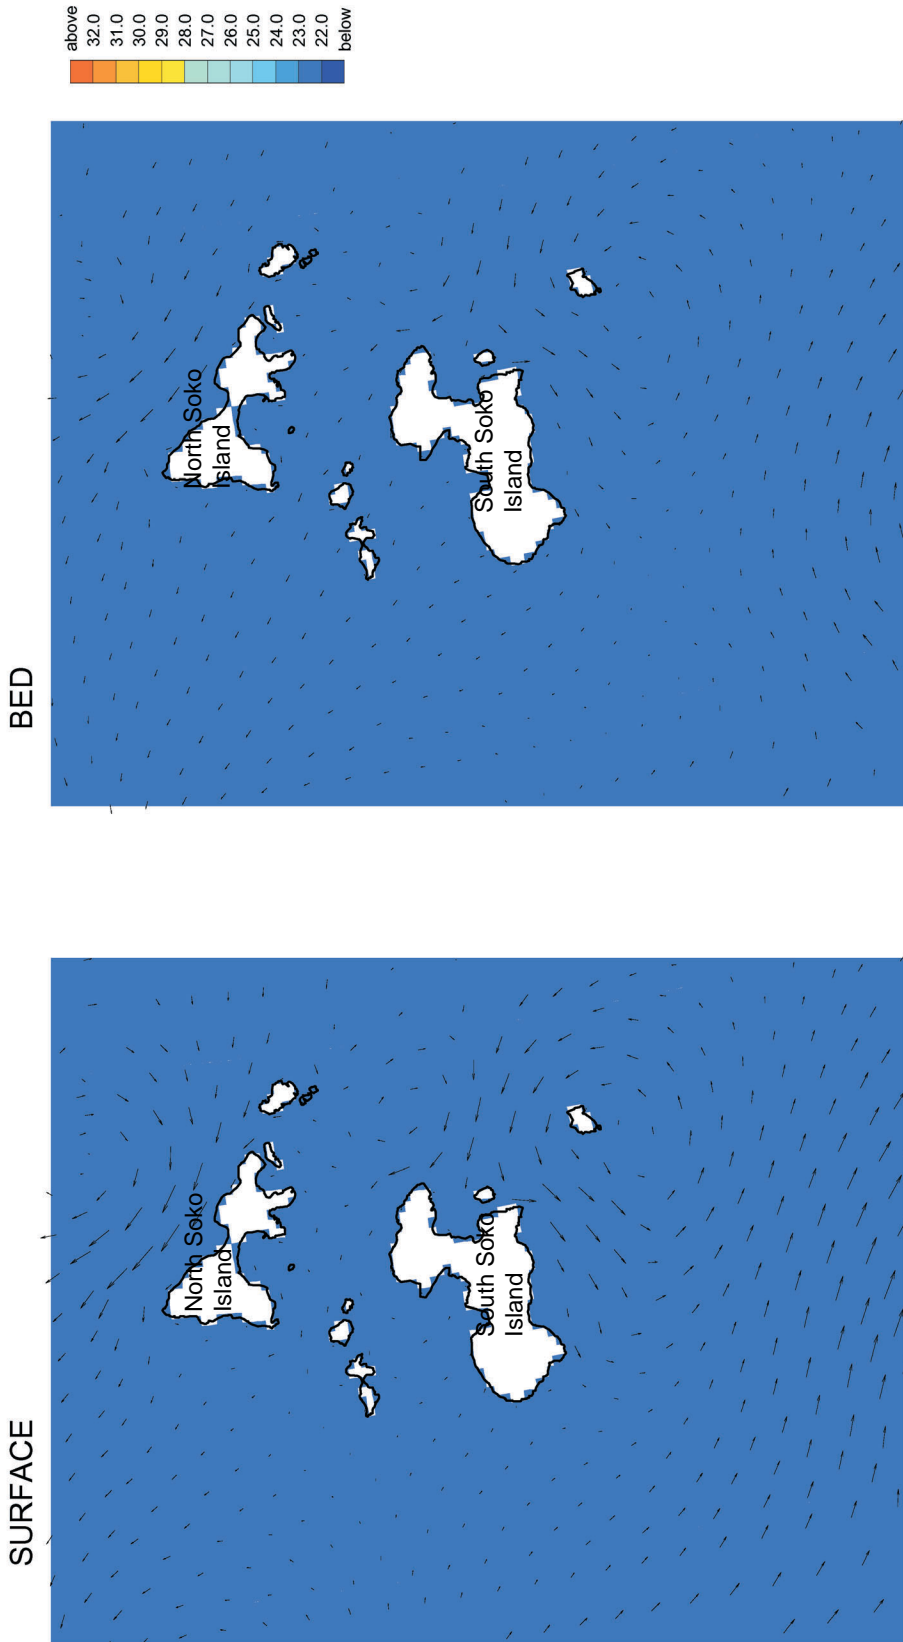 SURFACE
North Soko
Island
South Soko
Island
BED
North Soko
Island
South Soko
Island
above
32.0
31.0
30.0
29.0
28.0
27.0
26.0
25.0
24.0
23.0
22.0
below